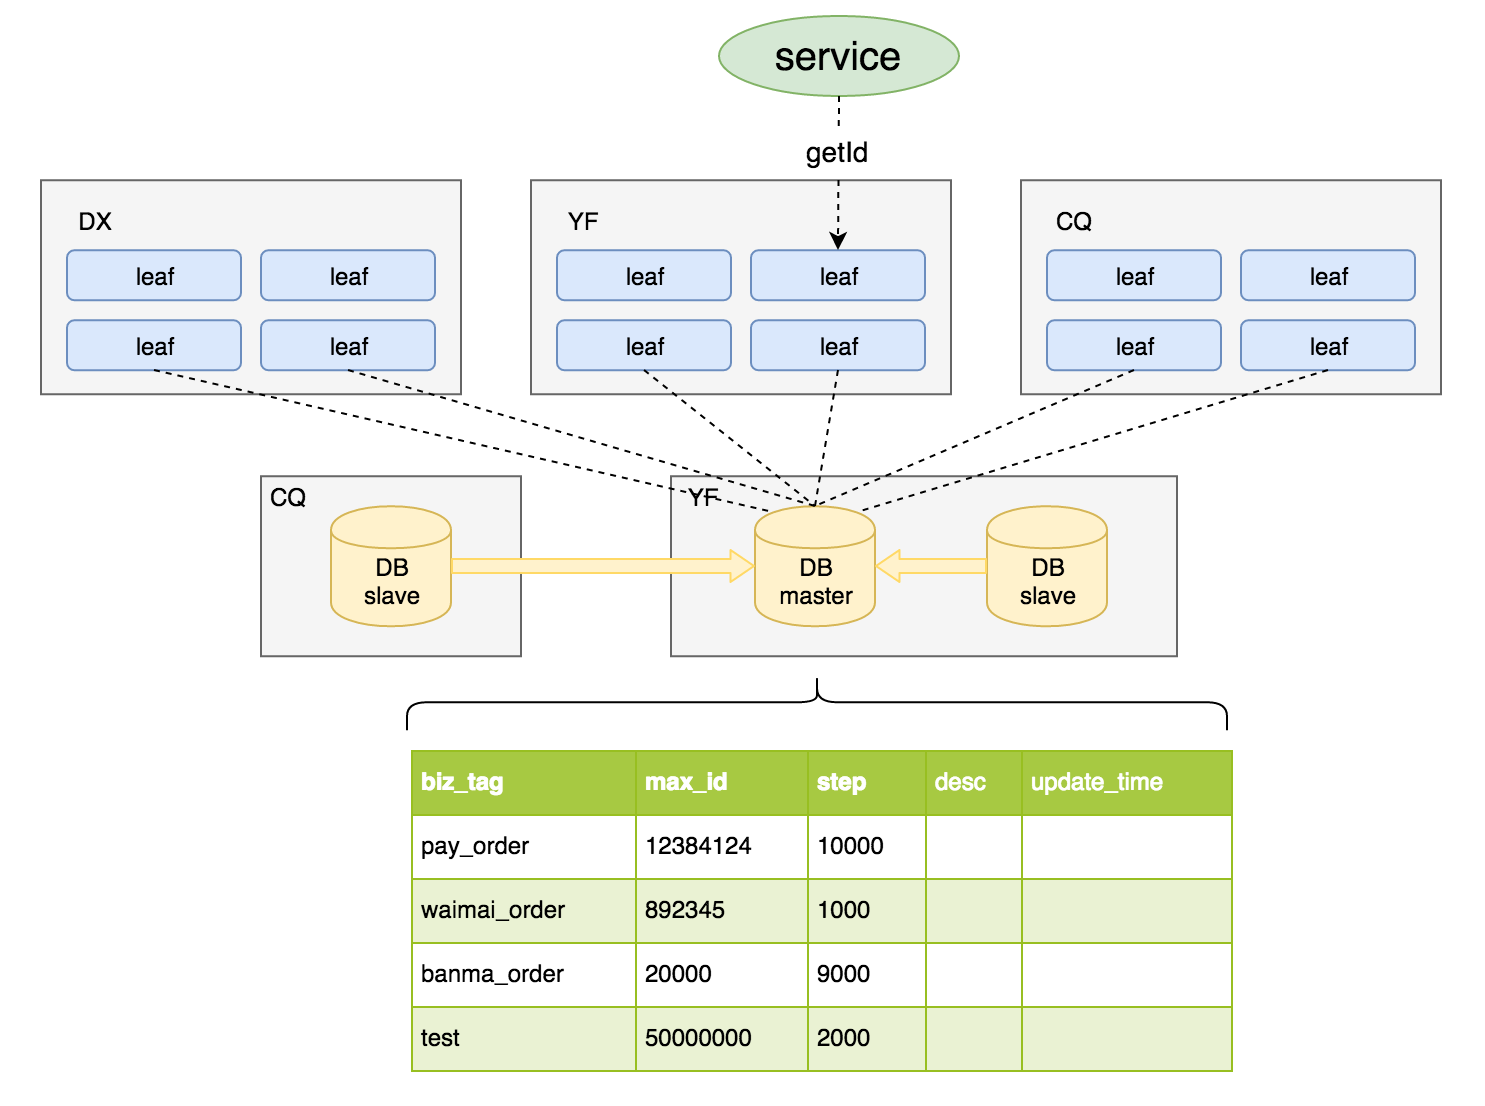 service
getId
DX
YF
CQ
leaf
leaf
leaf
leaf
leaf
leaf
leaf
leaf
leaf
leaf
leaf
leaf
CQ
YF
DB
slave
DB
master
DB
slave
biz_tag max_id step desc update_time
pay_order 12384124 10000
waimai_order 892345 1000
banma_order 20000 9000
test 50000000 2000